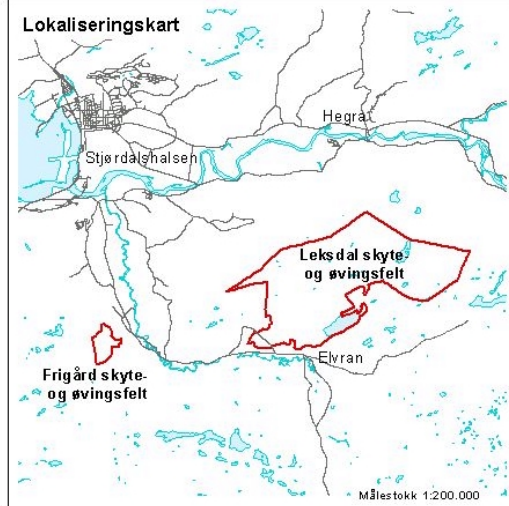 Lokaliseringskart
Hegra
Stjørdalshalsen
Leksdal skyte-
og øvingsfelt
Elvran
Frigård skyte-
og øvingsfelt
Målestokk 1:200.000